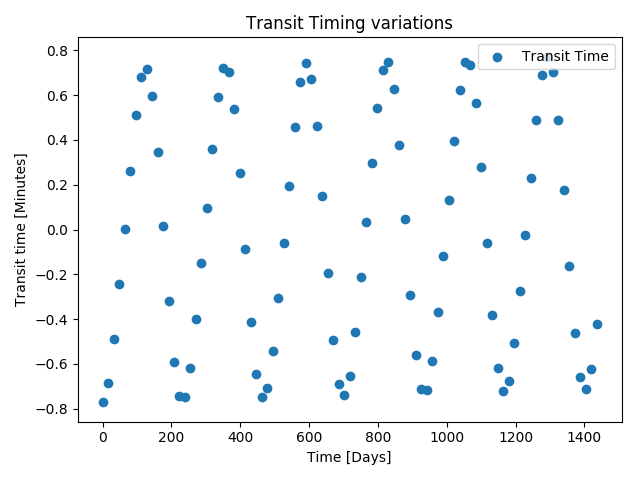 Transit Timing variations
Transit Time
Transit time [Minutes]
0.8
0.6
0.4
0.2
0.0
−0.2
−0.4
−0.6
−0.8
0 200 400 600 800 1000 1200 1400
Time [Days]